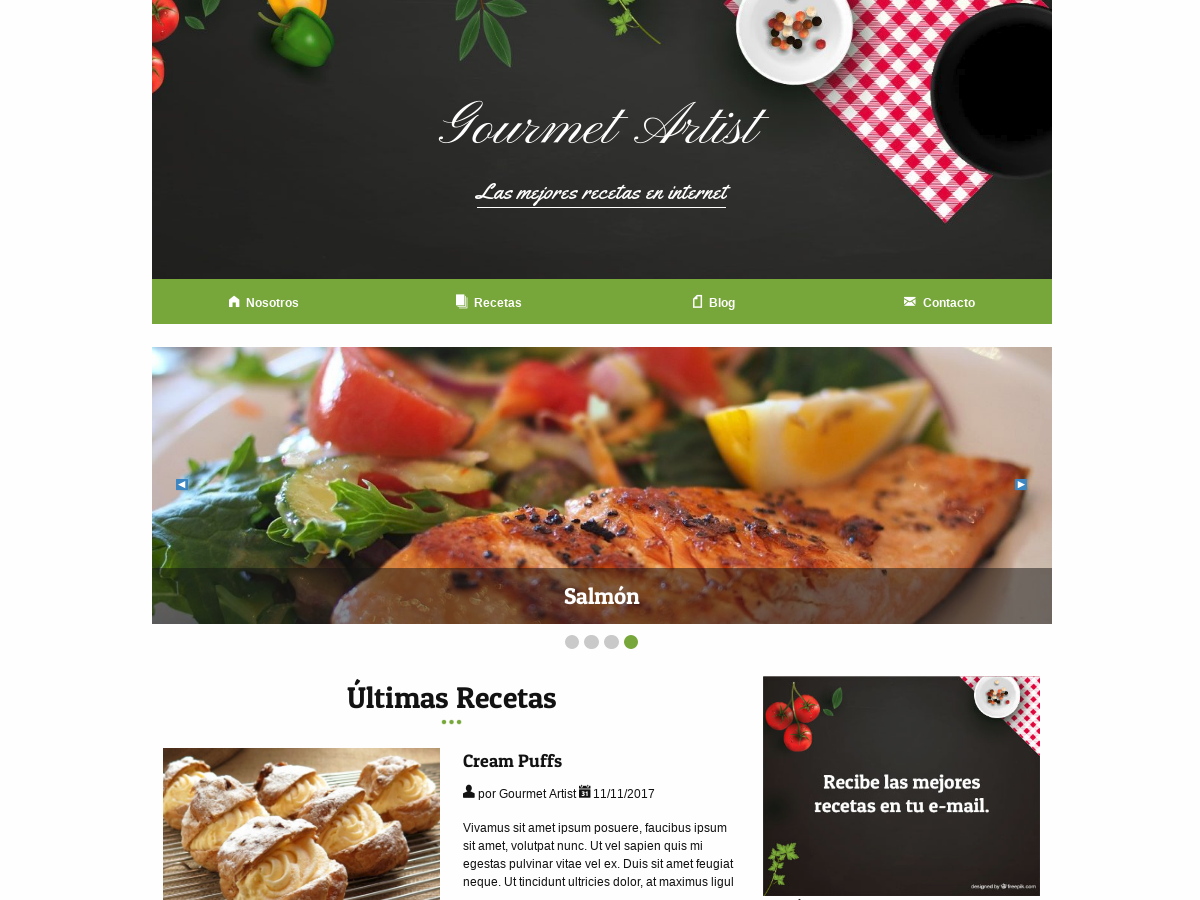 Gourmet Artist
Las mejores recetas en internet
Nosotros
Recetas
Blog
Contacto
Salmón
Últimas Recetas
Cream Puffs
por Gourmet Artist 11/11/2017
Vivamus sit amet ipsum posuere, faucibus ipsum
sit amet, volutpat nunc. Ut vel sapien quis mi
egestas pulvinar vitae vel ex. Duis sit amet feugiat
neque. Ut tincidunt ultricies dolor, at maximus ligul
Recibe las mejores
recetas en tu e-mail.
designed by freepik.com